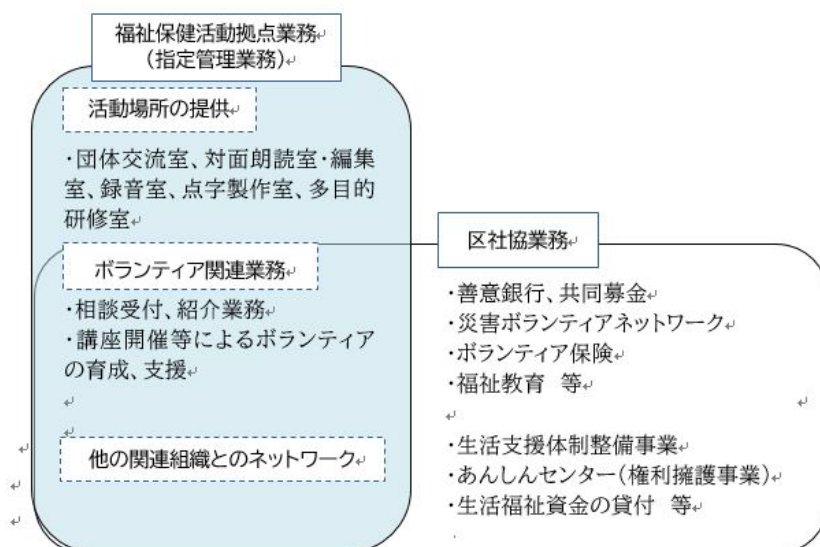 福祉保健活動拠点業務
（指定管理業務）
活動場所の提供
・団体交流室、対面朗読室・編集
室、録音室、点字製作室、多目的
研修室
ボランティア関連業務
・相談受付、紹介業務
・講座開催等によるボランティア
の育成、支援
他の関連組織とのネットワーク
区社協業務
・善意銀行、共同募金
・災害ボランティアネットワーク
・ボランティア保険
・福祉教育　等
・生活支援体制整備事業
・あんしんセンター（権利擁護事業）
・生活福祉資金の貸付　等